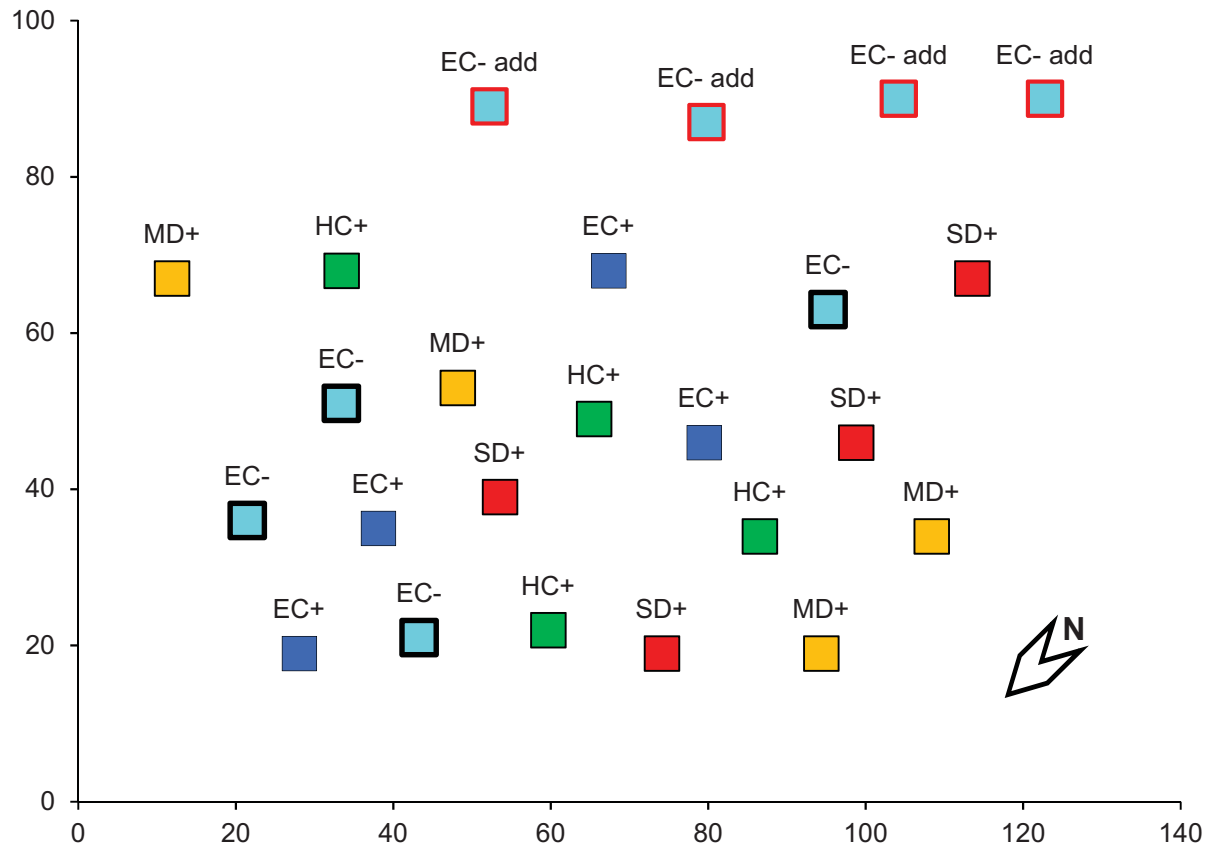 100
EC- add
EC- add
EC- add
EC- add
80
MD+
HC+
EC+
SD+
EC-
60
EC-
MD+
HC+
EC+
SD+
EC-
EC+
SD+
40
HC+
MD+
EC+
EC-
HC+
SD+
MD+
N
20
0
0 20 40 60 80 100 120 140